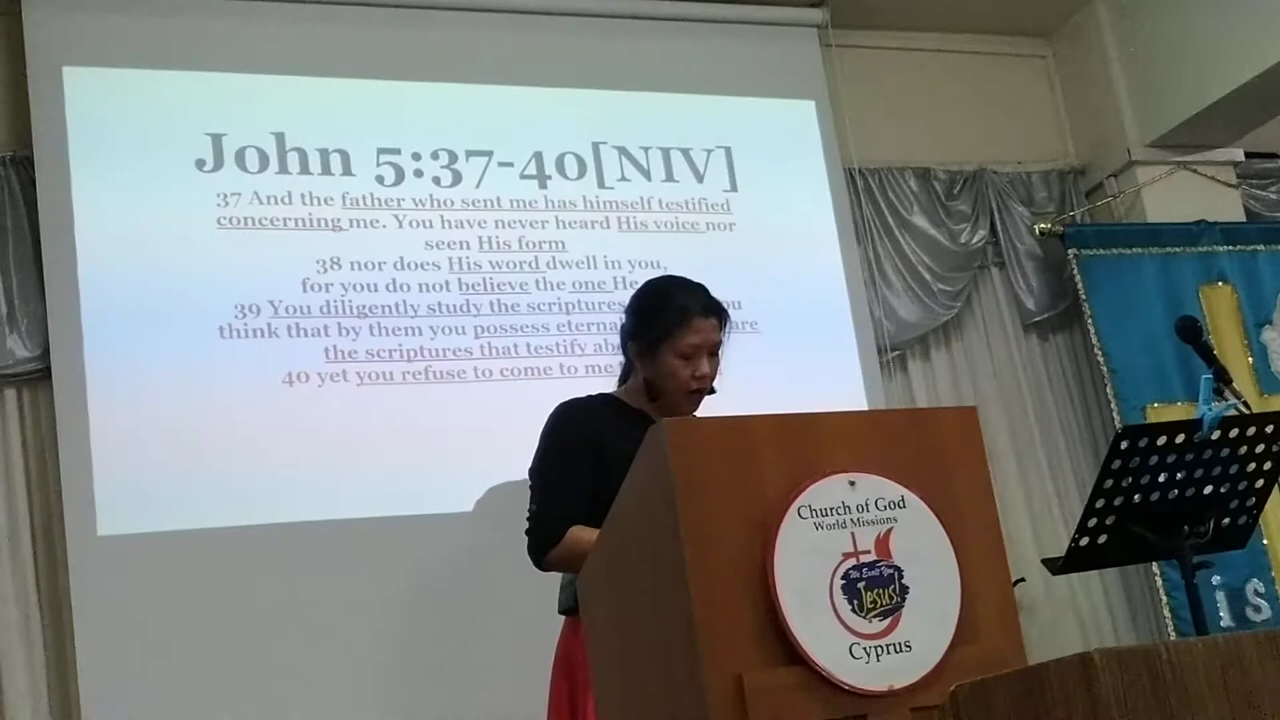 John 5:37-40[NIV]
37 And the father who sent me has himself testified
concerning me. You have never heard His voice nor
seen His form
38 nor does His word dwell in you,
for you do not believe the one He
39 You diligently study the scriptures
think that by them you possess are
the scriptures that testify
40 yet you refuse to come to me
Church of God
World Missions
We Exalt You
Jesus!
Cyprus
is